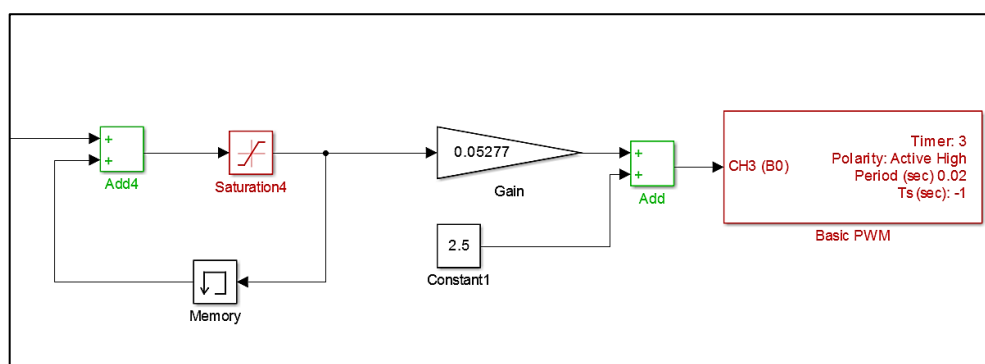 +
+
Add4
Saturation4
Memory
0.05277
Gain
2.5
Constant1
+
+
Add
CH3 (B0)
Timer: 3
Polarity: Active High
Period (sec) 0.02
Ts (sec): -1
Basic PWM